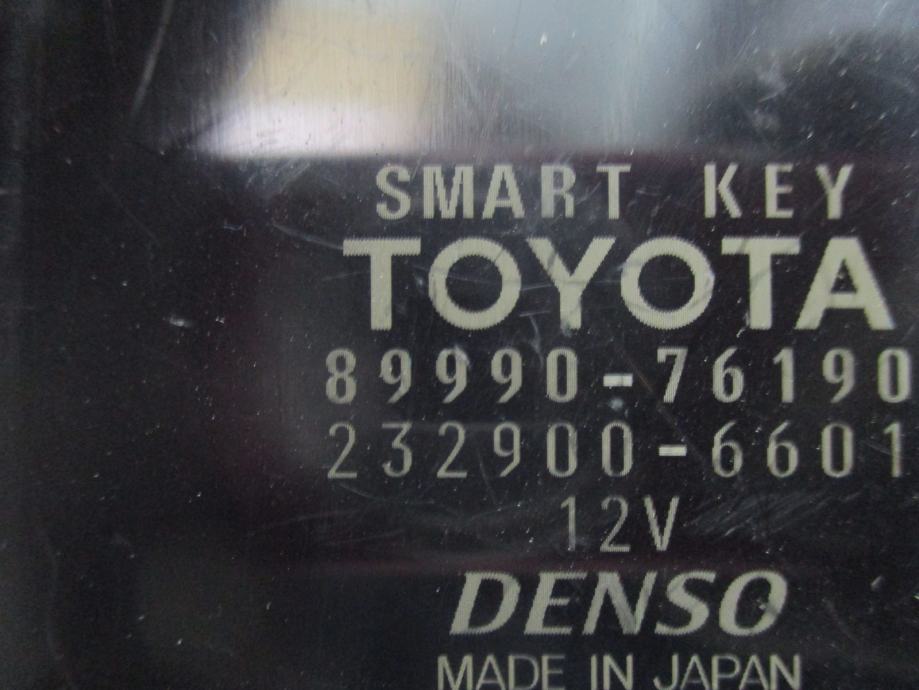 SMART KEY
TOYOTA
89990-76190
232900-6601
12V
DENSO
MADE IN JAPAN